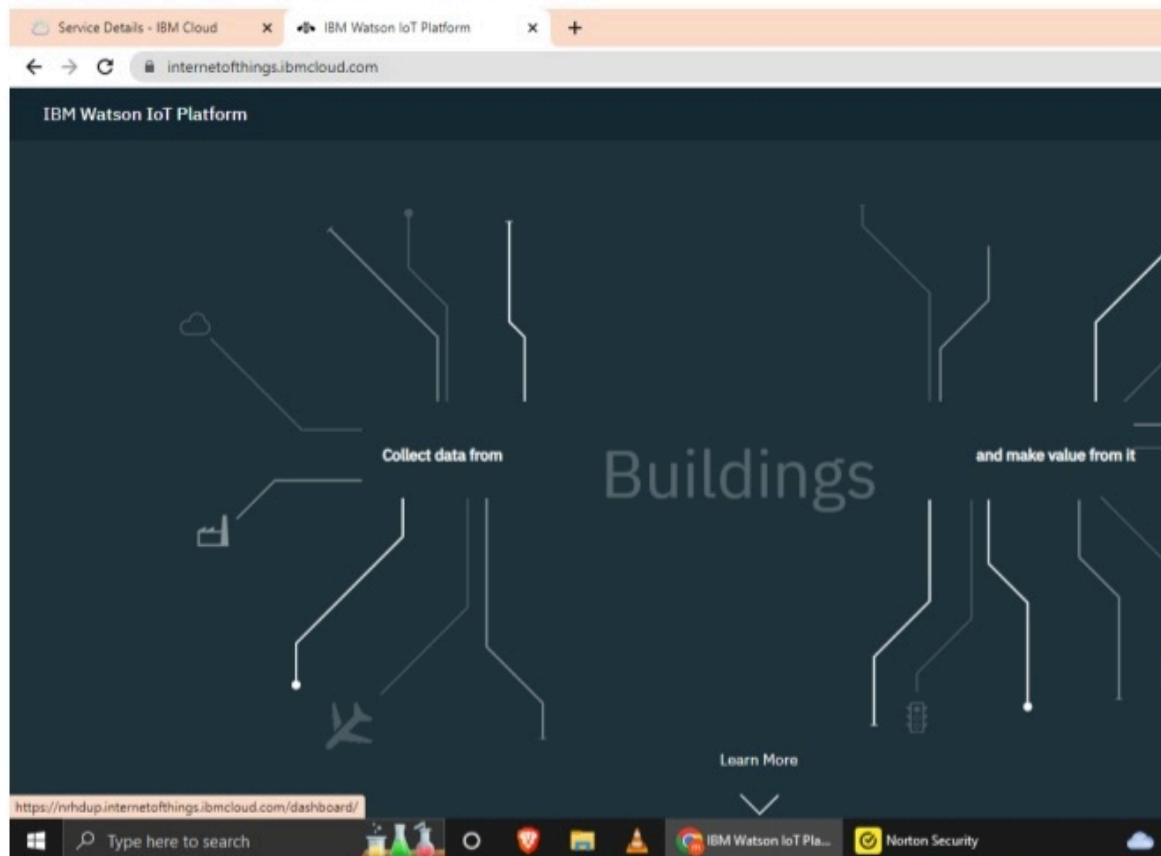 Service Details - IBM Cloud
IBM Watson IoT Platform
internetofthings.ibmcloud.com
IBM Watson IoT Platform
Collect data from
Buildings
and make value from it
Learn More
https://nrhdup.internetofthings.ibmcloud.com/dashboard/
Type here to search
IBM Watson IoT Pla...
Norton Security